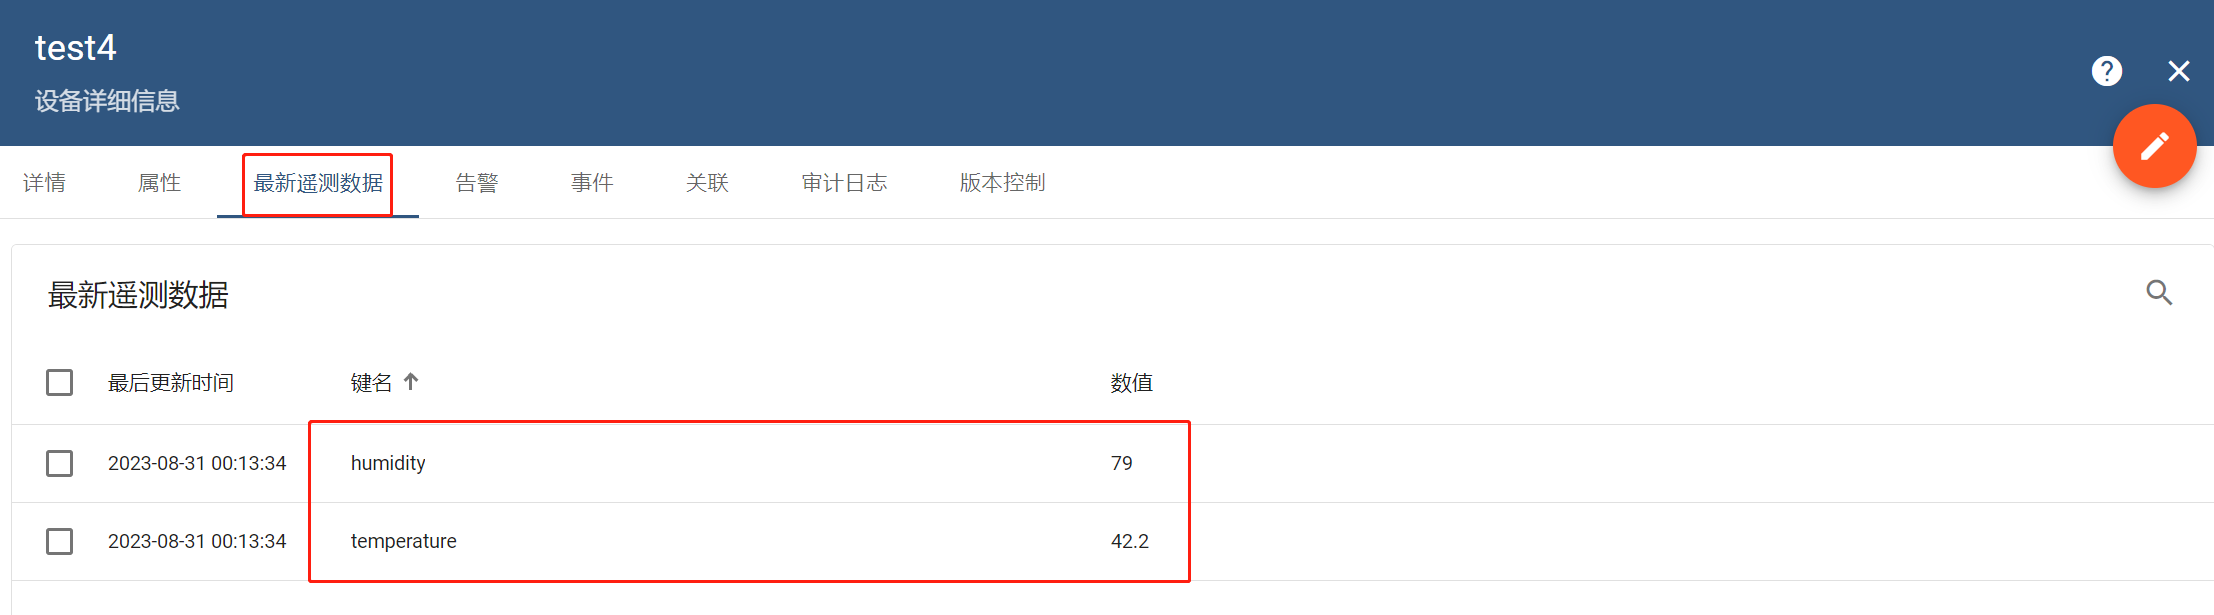 test4
设备详细信息
详情 属性 最新遥测数据 告警 事件 关联 审计日志 版本控制
最新遥测数据
最后更新时间 键名 数值
2023-08-31 00:13:34 humidity 79
2023-08-31 00:13:34 temperature 42.2